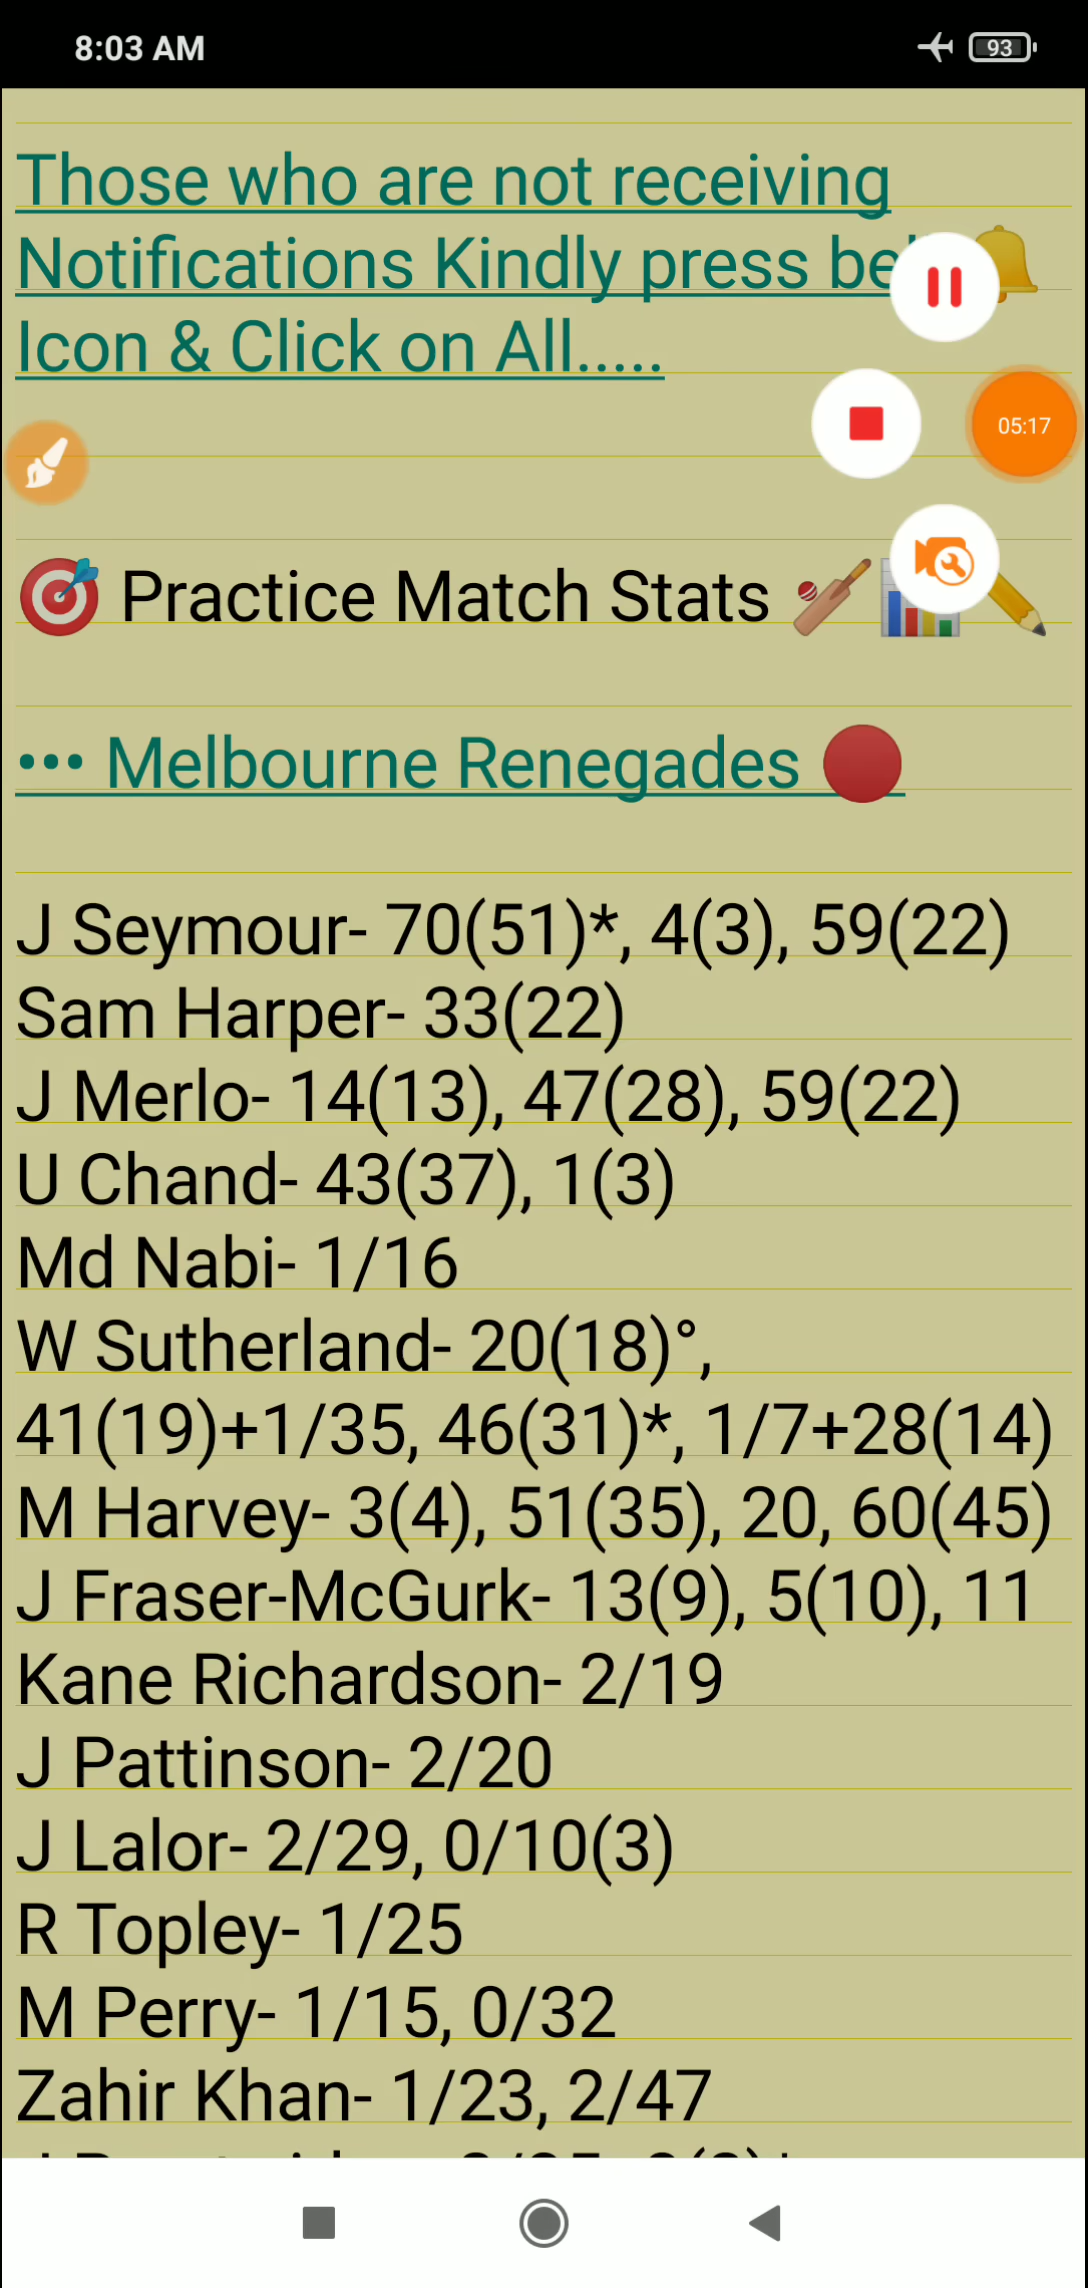 8:03 AM
93
Those who are not receiving
Notifications Kindly press
Icon & Click on All.....
05:17
Practice Match Stats
••• Melbourne Renegades
J Seymour- 70(51)*, 4(3), 59(22)
Sam Harper- 33(22)
J Merlo- 14(13), 47(28), 59(22)
U Chand- 43(37), 1(3)
Md Nabi- 1/16
W Sutherland- 20(18)°,
41(19)+1/35, 46(31)*, 1/7+28(14)
M Harvey- 3(4), 51(35), 20, 60(45)
J Fraser-McGurk- 13(9), 5(10), 11
Kane Richardson- 2/19
J Pattinson- 2/20
J Lalor- 2/29, 0/10(3)
R Topley- 1/25
M Perry- 1/15, 0/32
Zahir Khan- 1/23, 2/47